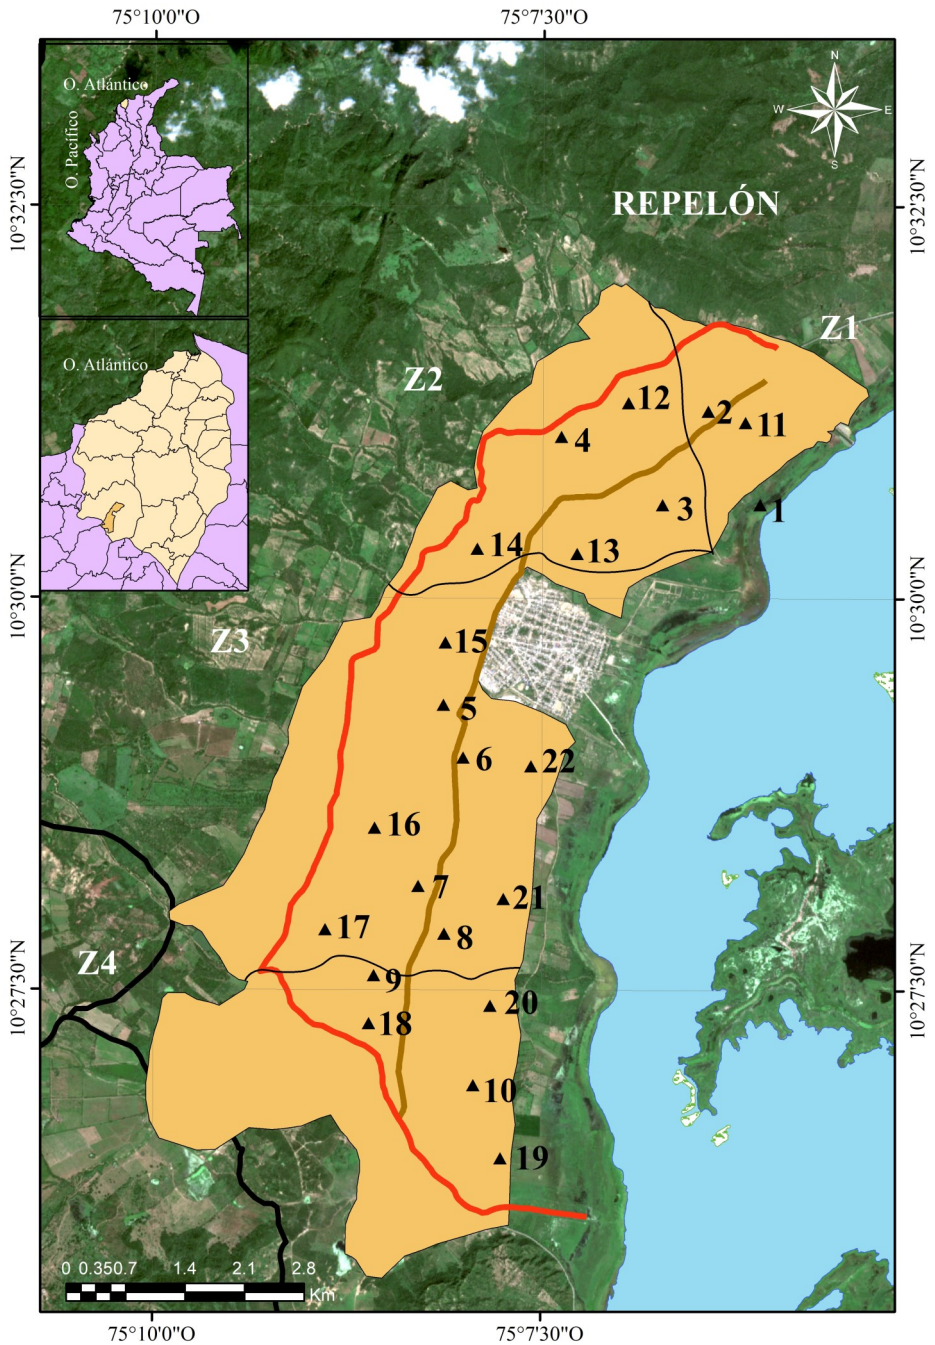 75°10'0"O
75°7'30"O
O. Atlántico
O. Pacífico
N
W
E
S
10°32'30"N
10°32'30"N
REPELÓN
Z1
O. Atlántico
Z2
12
2
11
4
3
1
14
13
10°30'0"N
10°30'0"N
Z3
15
5
6
22
16
7
21
17
8
Z4
9
20
10°27'30"N
10°27'30"N
18
10
19
0 0.35 0.7 1.4 2.1 2.8
Km
75°10'0"O
75°7'30"O